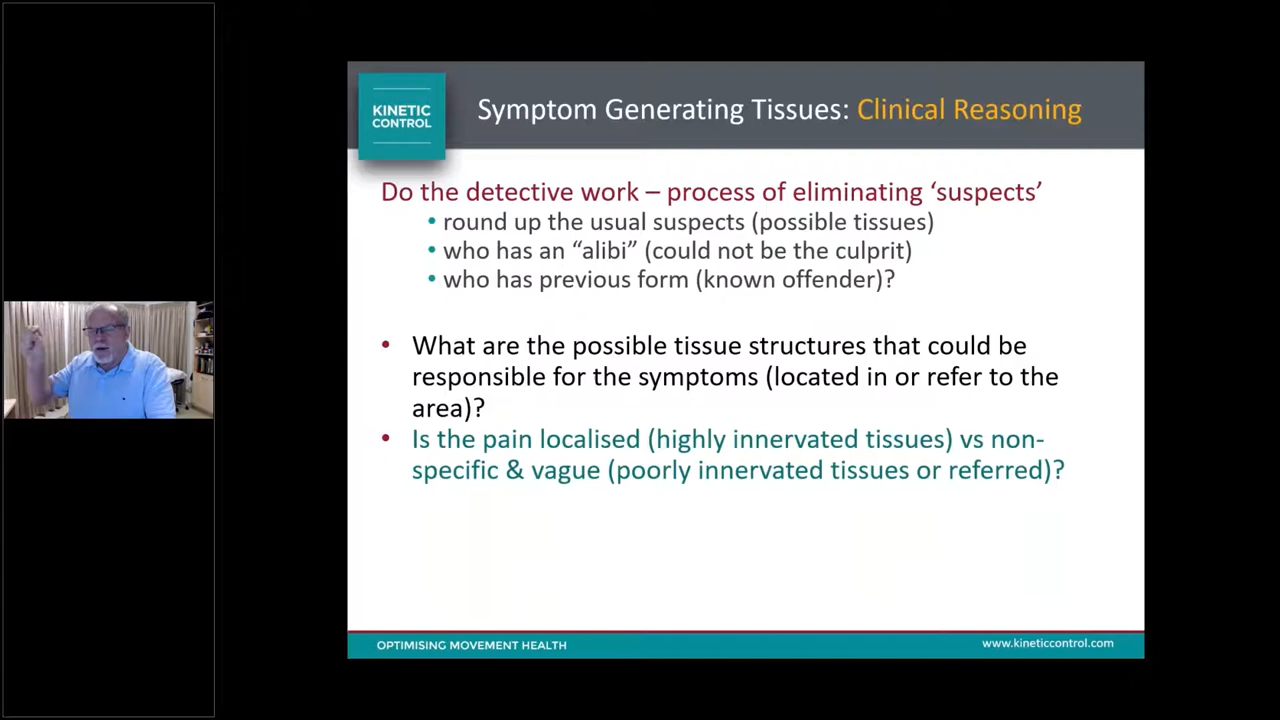 KINETIC
CONTROL
Symptom Generating Tissues: Clinical Reasoning
Do the detective work – process of eliminating ‘suspects’
• round up the usual suspects (possible tissues)
• who has an “alibi” (could not be the culprit)
• who has previous form (known offender)?
• What are the possible tissue structures that could be
responsible for the symptoms (located in or refer to the
area)?
• Is the pain localised (highly innervated tissues) vs non-
specific & vague (poorly innervated tissues or referred)?
OPTIMISING MOVEMENT HEALTH
www.kineticcontrol.com